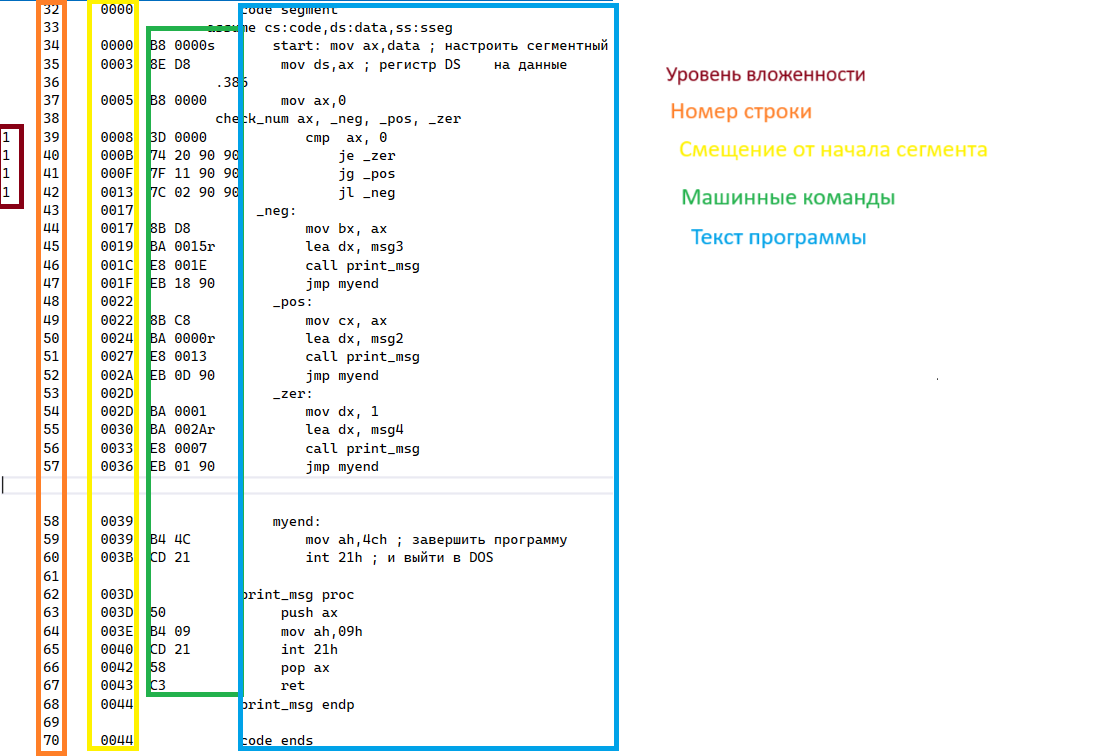 32 0000 code segment
33 assume cs:code,ds:data,ss:sseg
34 0000 B8 0000s start: mov ax,data ; настроить сегментный
35 0003 8E D8 mov ds,ax ; регистр DS на данные
36 .386
37 0005 B8 0000 mov ax,0
38 check_num ax, _neg, _pos, _zer
1 39 0008 3D 0000 cmp ax, 0
1 40 000B 74 20 90 90 je _zer
1 41 000F 7F 11 90 90 jg _pos
1 42 0013 7C 02 90 90 jl _neg
43 0017 _neg:
44 0017 8B D8 mov bx, ax
45 0019 BA 0015r lea dx, msg3
46 001C E8 001E call print_msg
47 001F EB 18 90 jmp myend
48 0022 _pos:
49 0022 8B C8 mov cx, ax
50 0024 BA 0000r lea dx, msg2
51 0027 E8 0013 call print_msg
52 002A EB 0D 90 jmp myend
53 002D _zer:
54 002D BA 0001 mov dx, 1
55 0030 BA 002Ar lea dx, msg4
56 0033 E8 0007 call print_msg
57 0036 EB 01 90 jmp myend
58 0039 myend:
59 0039 B4 4C mov ah,4ch ; завершить программу
60 003B CD 21 int 21h ; и выйти в DOS
61
62 003D print_msg proc
63 003D 50 push ax
64 003E B4 09 mov ah,09h
65 0040 CD 21 int 21h
66 0042 58 pop ax
67 0043 C3 ret
68 0044 print_msg endp
69
70 0044 code ends
Уровень вложенности
Номер строки
Смещение от начала сегмента
Машинные команды
Текст программы